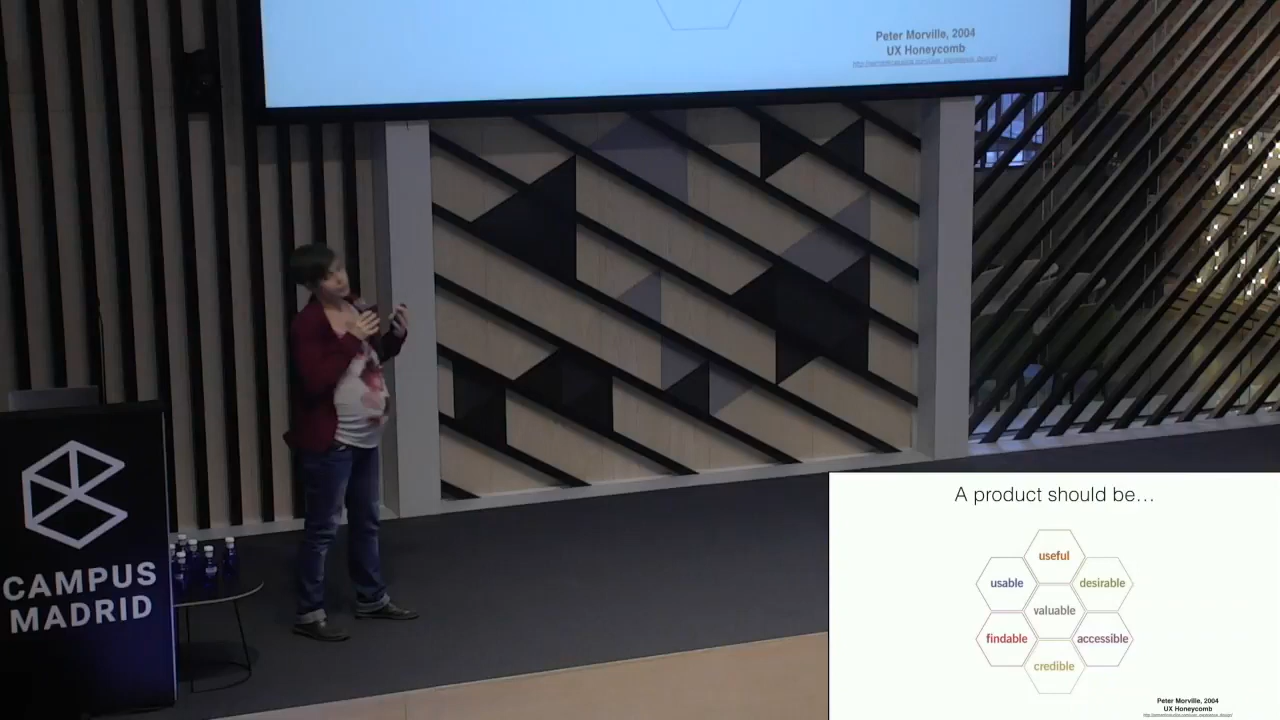 Peter Morville, 2004
UX Honeycomb
CAMPUS
MADRID
A product should be…
useful
usable
desirable
valuable
findable
accessible
credible
Peter Morville, 2004
UX Honeycomb